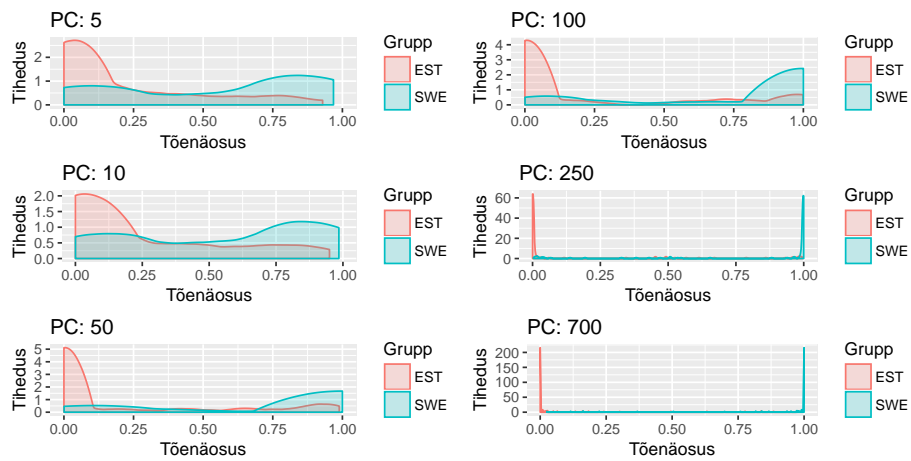 PC: 5
Tihedus
2
1
0
0.00 0.25 0.50 0.75 1.00
Tõenäosus
Grupp
EST
SWE
PC: 100
Tihedus
4
3
2
1
0
0.00 0.25 0.50 0.75 1.00
Tõenäosus
Grupp
EST
SWE
PC: 10
Tihedus
2.0
1.5
1.0
0.5
0.0
0.00 0.25 0.50 0.75 1.00
Tõenäosus
Grupp
EST
SWE
PC: 250
Tihedus
60
40
20
0
0.00 0.25 0.50 0.75 1.00
Tõenäosus
Grupp
EST
SWE
PC: 50
Tihedus
5
4
3
2
1
0
0.00 0.25 0.50 0.75 1.00
Tõenäosus
Grupp
EST
SWE
PC: 700
Tihedus
200
150
100
50
0
0.00 0.25 0.50 0.75 1.00
Tõenäosus
Grupp
EST
SWE